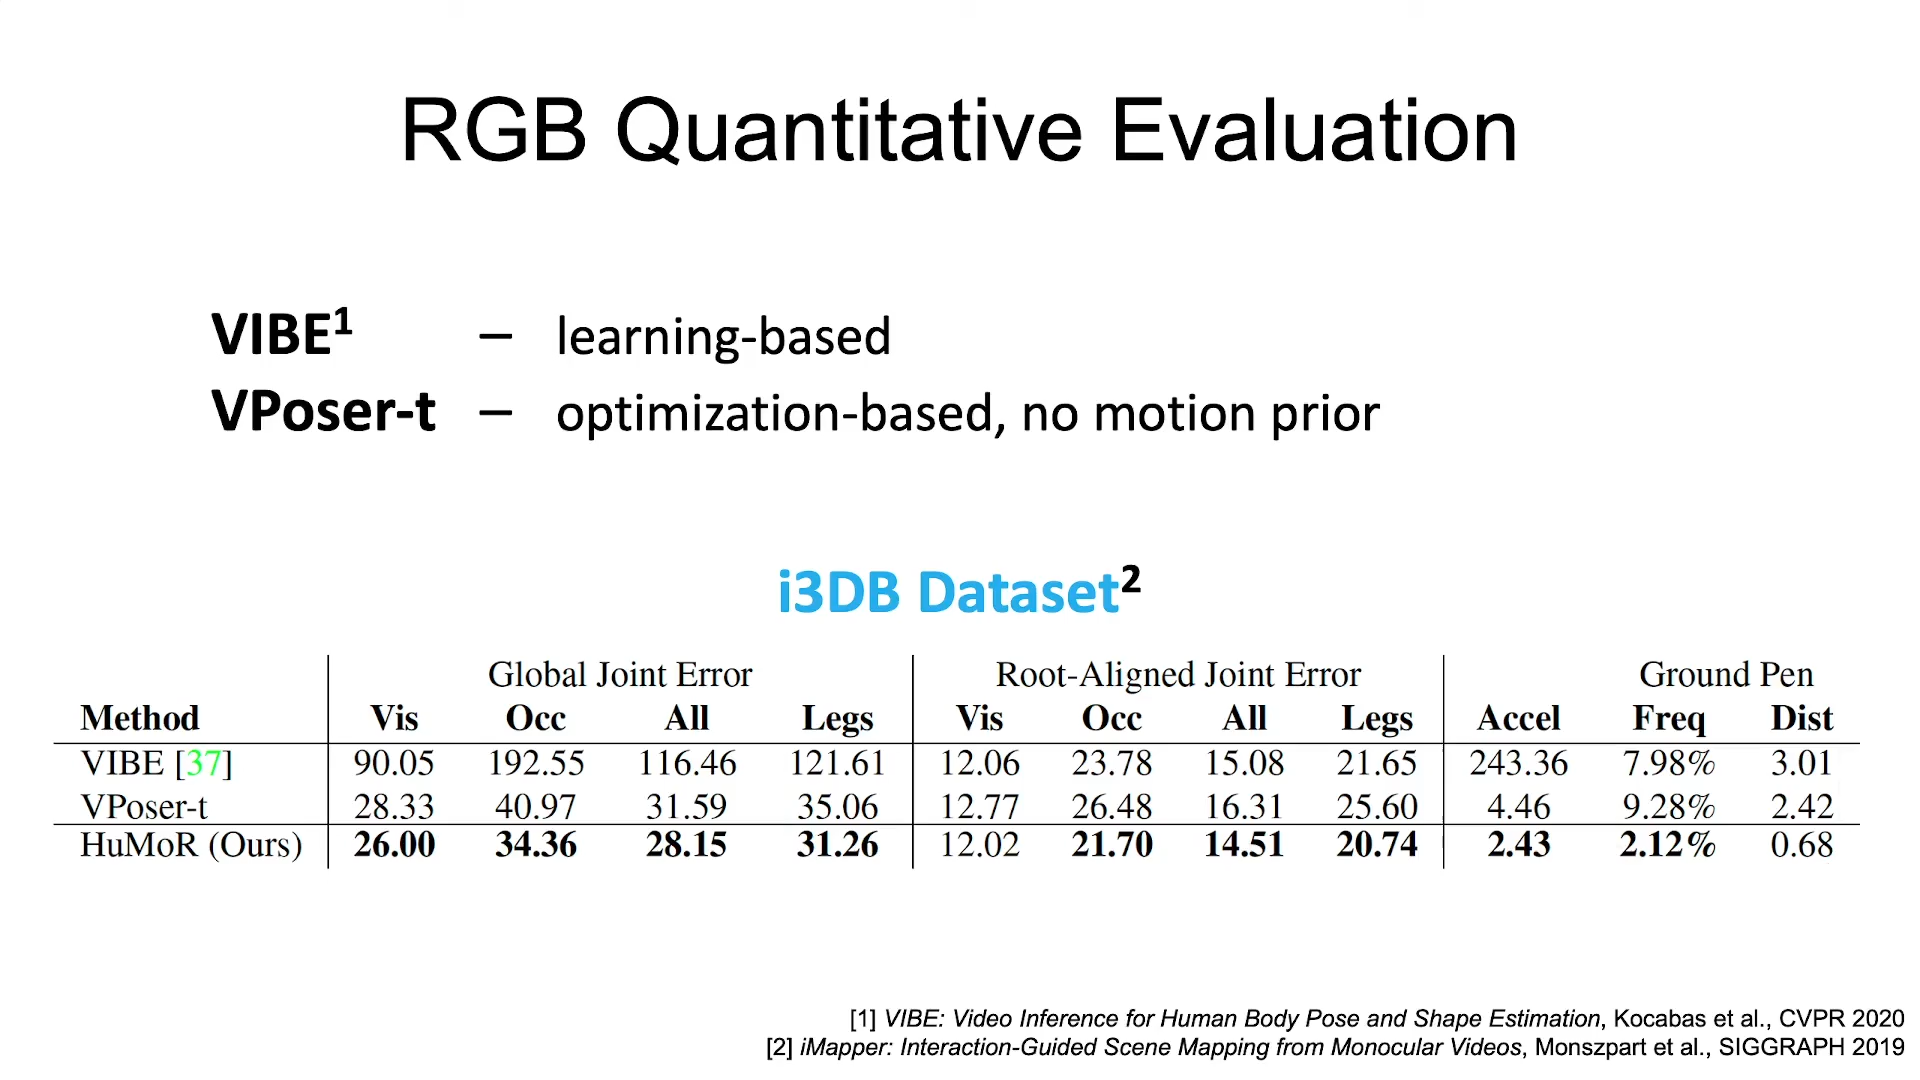 RGB Quantitative Evaluation
VIBE¹ – learning-based
VPoser-t – optimization-based, no motion prior
i3DB Dataset²
Global Joint Error Root-Aligned Joint Error Ground Pen
Method Vis Occ All Legs Vis Occ All Legs Accel Freq Dist
VIBE [37] 90.05 192.55 116.46 121.61 12.06 23.78 15.08 21.65 243.36 7.98% 3.01
VPoser-t 28.33 40.97 31.59 35.06 12.77 26.48 16.31 25.60 4.46 9.28% 2.42
HuMoR (Ours) 26.00 34.36 28.15 31.26 12.02 21.70 14.51 20.74 2.43 2.12% 0.68
[1] VIBE: Video Inference for Human Body Pose and Shape Estimation, Kocabas et al., CVPR 2020
[2] iMapper: Interaction-Guided Scene Mapping from Monocular Videos, Monszpart et al., SIGGRAPH 2019